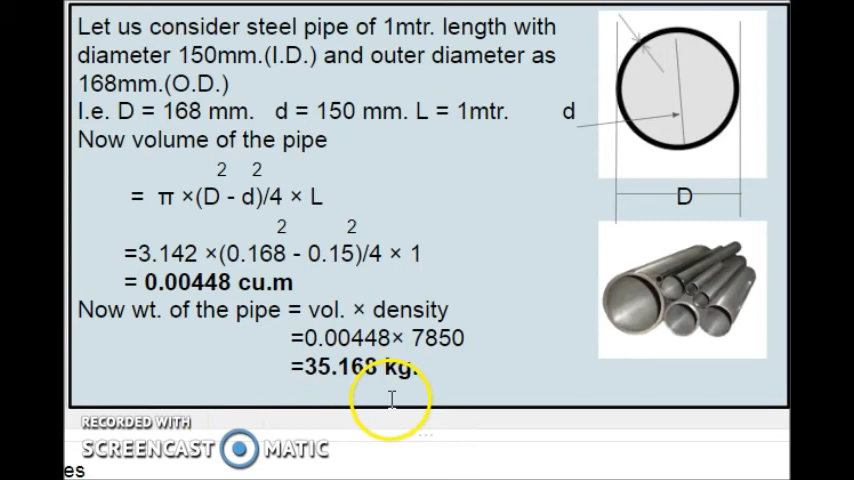 Let us consider steel pipe of 1mtr. length with
diameter 150mm.(I.D.) and outer diameter as
168mm.(O.D.)
I.e. D = 168 mm. d = 150 mm. L = 1mtr. d
Now volume of the pipe
2 2
= π ×(D - d)/4 × L
D
2 2
=3.142 ×(0.168 - 0.15)/4 × 1
= 0.00448 cu.m
Now wt. of the pipe = vol. × density
=0.00448× 7850
=35.168 kg.
RECORDED WITH
SCREENCAST MATIC
es